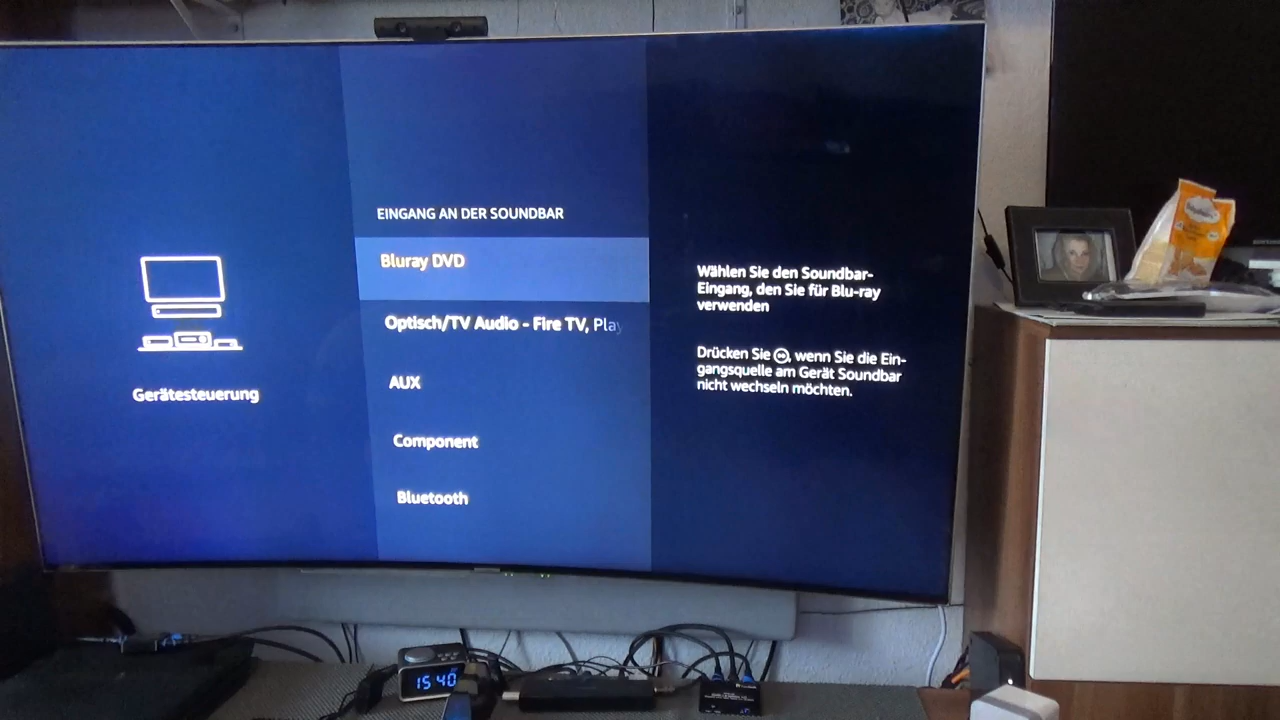 EINGANG AN DER SOUNDBAR
Bluray DVD
Optisch/TV Audio - Fire TV, Play
AUX
Component
Bluetooth
Gerätesteuerung
Wählen Sie den Soundbar-
Eingang, den Sie für Blu-ray
verwenden
Drücken Sie , wenn Sie die Ein-
gangsquelle am Gerät Soundbar
nicht wechseln möchten.
15 40